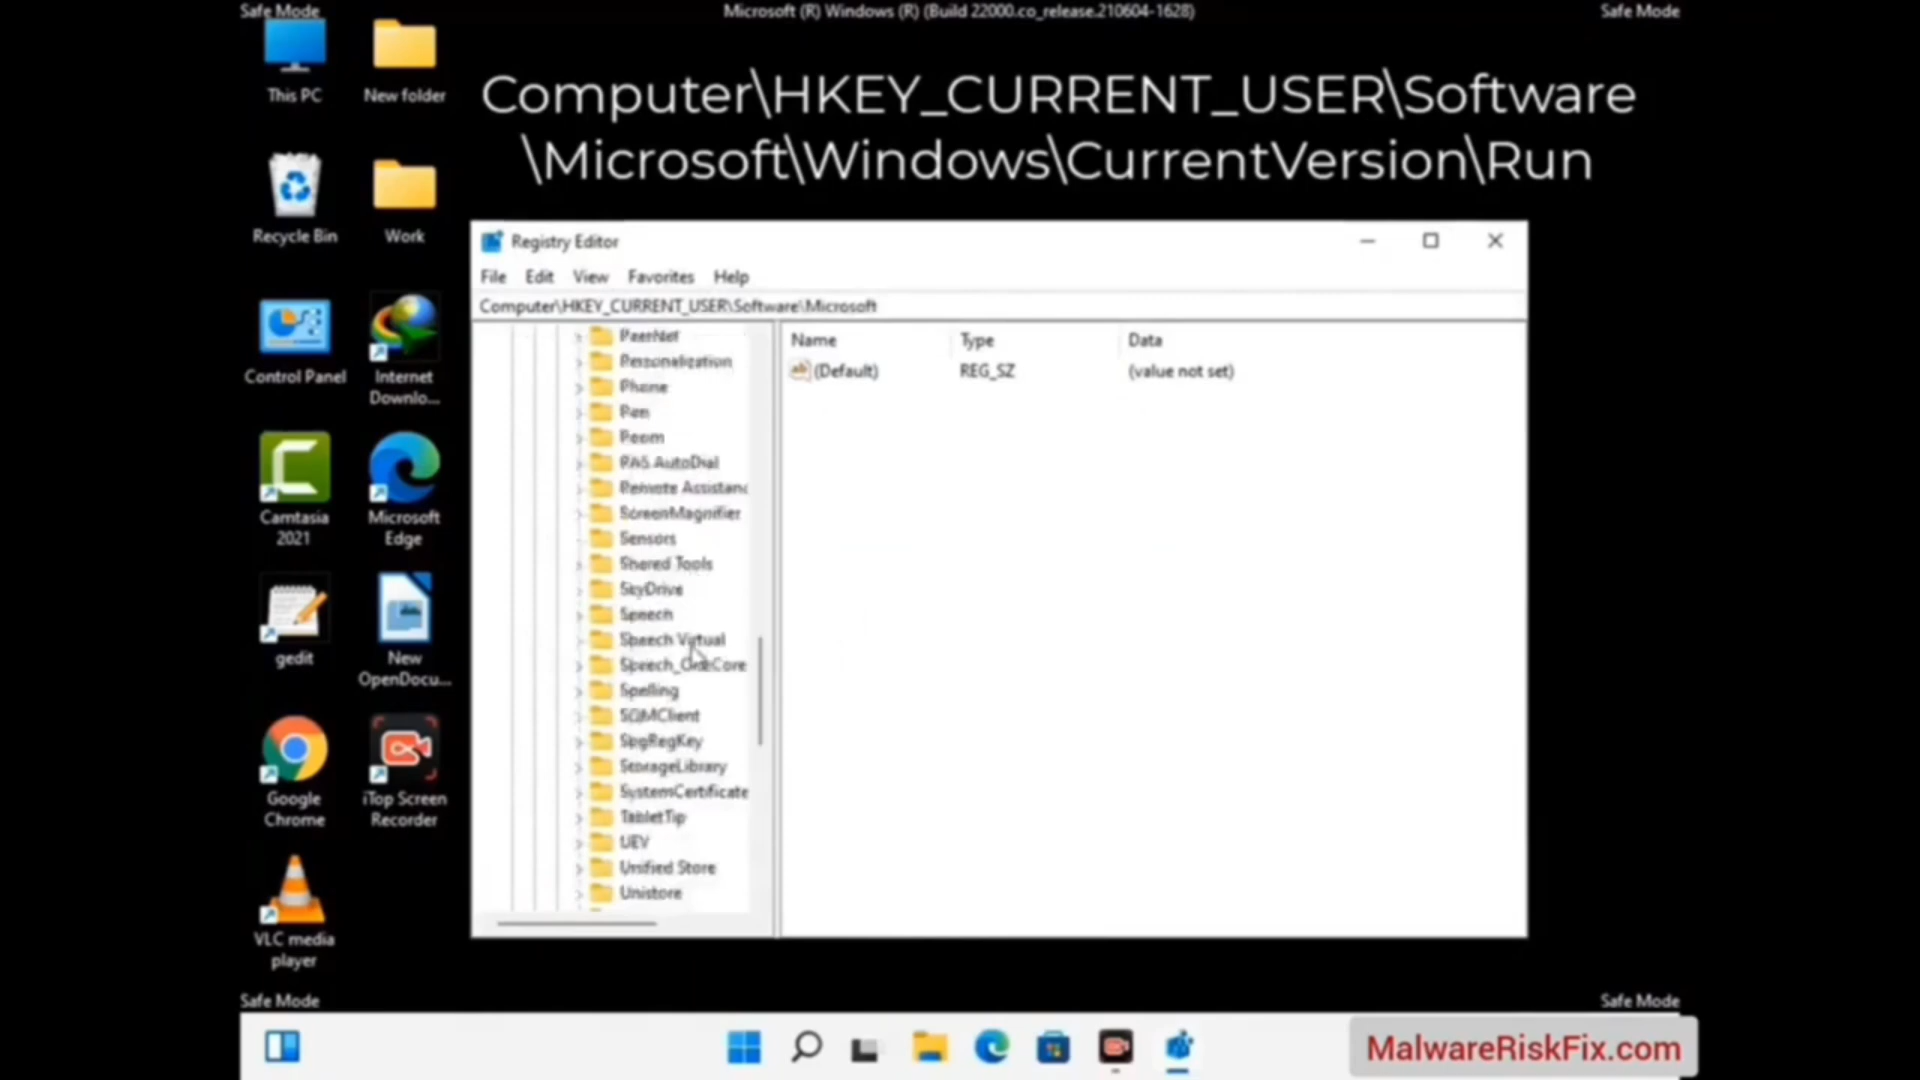 Safe Mode
Microsoft (R) Windows (R) (Build 22000.co_release.210604-1628)
Safe Mode
This PC
New folder
Computer\HKEY_CURRENT_USER\Software
\Microsoft\Windows\CurrentVersion\Run
Recycle Bin
Work
Control Panel
Internet
Downlo...
Camtasia
2021
Microsoft
Edge
gedit
New
OpenDocu...
Google
Chrome
iTop Screen
Recorder
VLC media
player
Registry Editor
File Edit View Favorites Help
Computer\HKEY_CURRENT_USER\Software\Microsoft
PeerNet
Personalization
Phone
Pen
Poom
RAS AutoDial
Remote Assistanc
ScreenMagnifier
Sensors
Shared Tools
SkyDrive
Speech
Speech Virtual
Speech_OneCore
Spelling
SQMClient
SpgRegKey
StorageLibrary
SystemCertificate
TabletTip
UEV
Unified Store
Unistore
Name Type Data
(Default) REG_SZ (value not set)
Safe Mode
Safe Mode
MalwareRiskFix.com